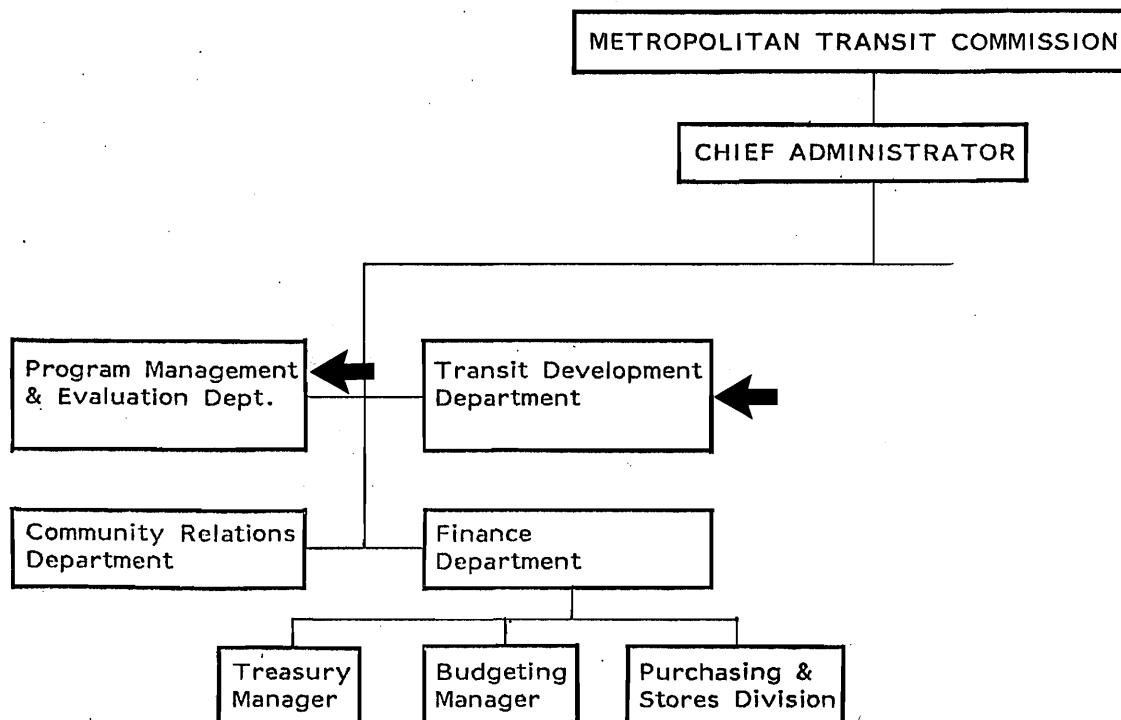 METROPOLITAN TRANSIT COMMISSION
CHIEF ADMINISTRATOR
Program Management
& Evaluation Dept.
Transit Development
Department
Community Relations
Department
Finance
Department
Treasury
Manager
Budgeting
Manager
Purchasing &
Stores Division